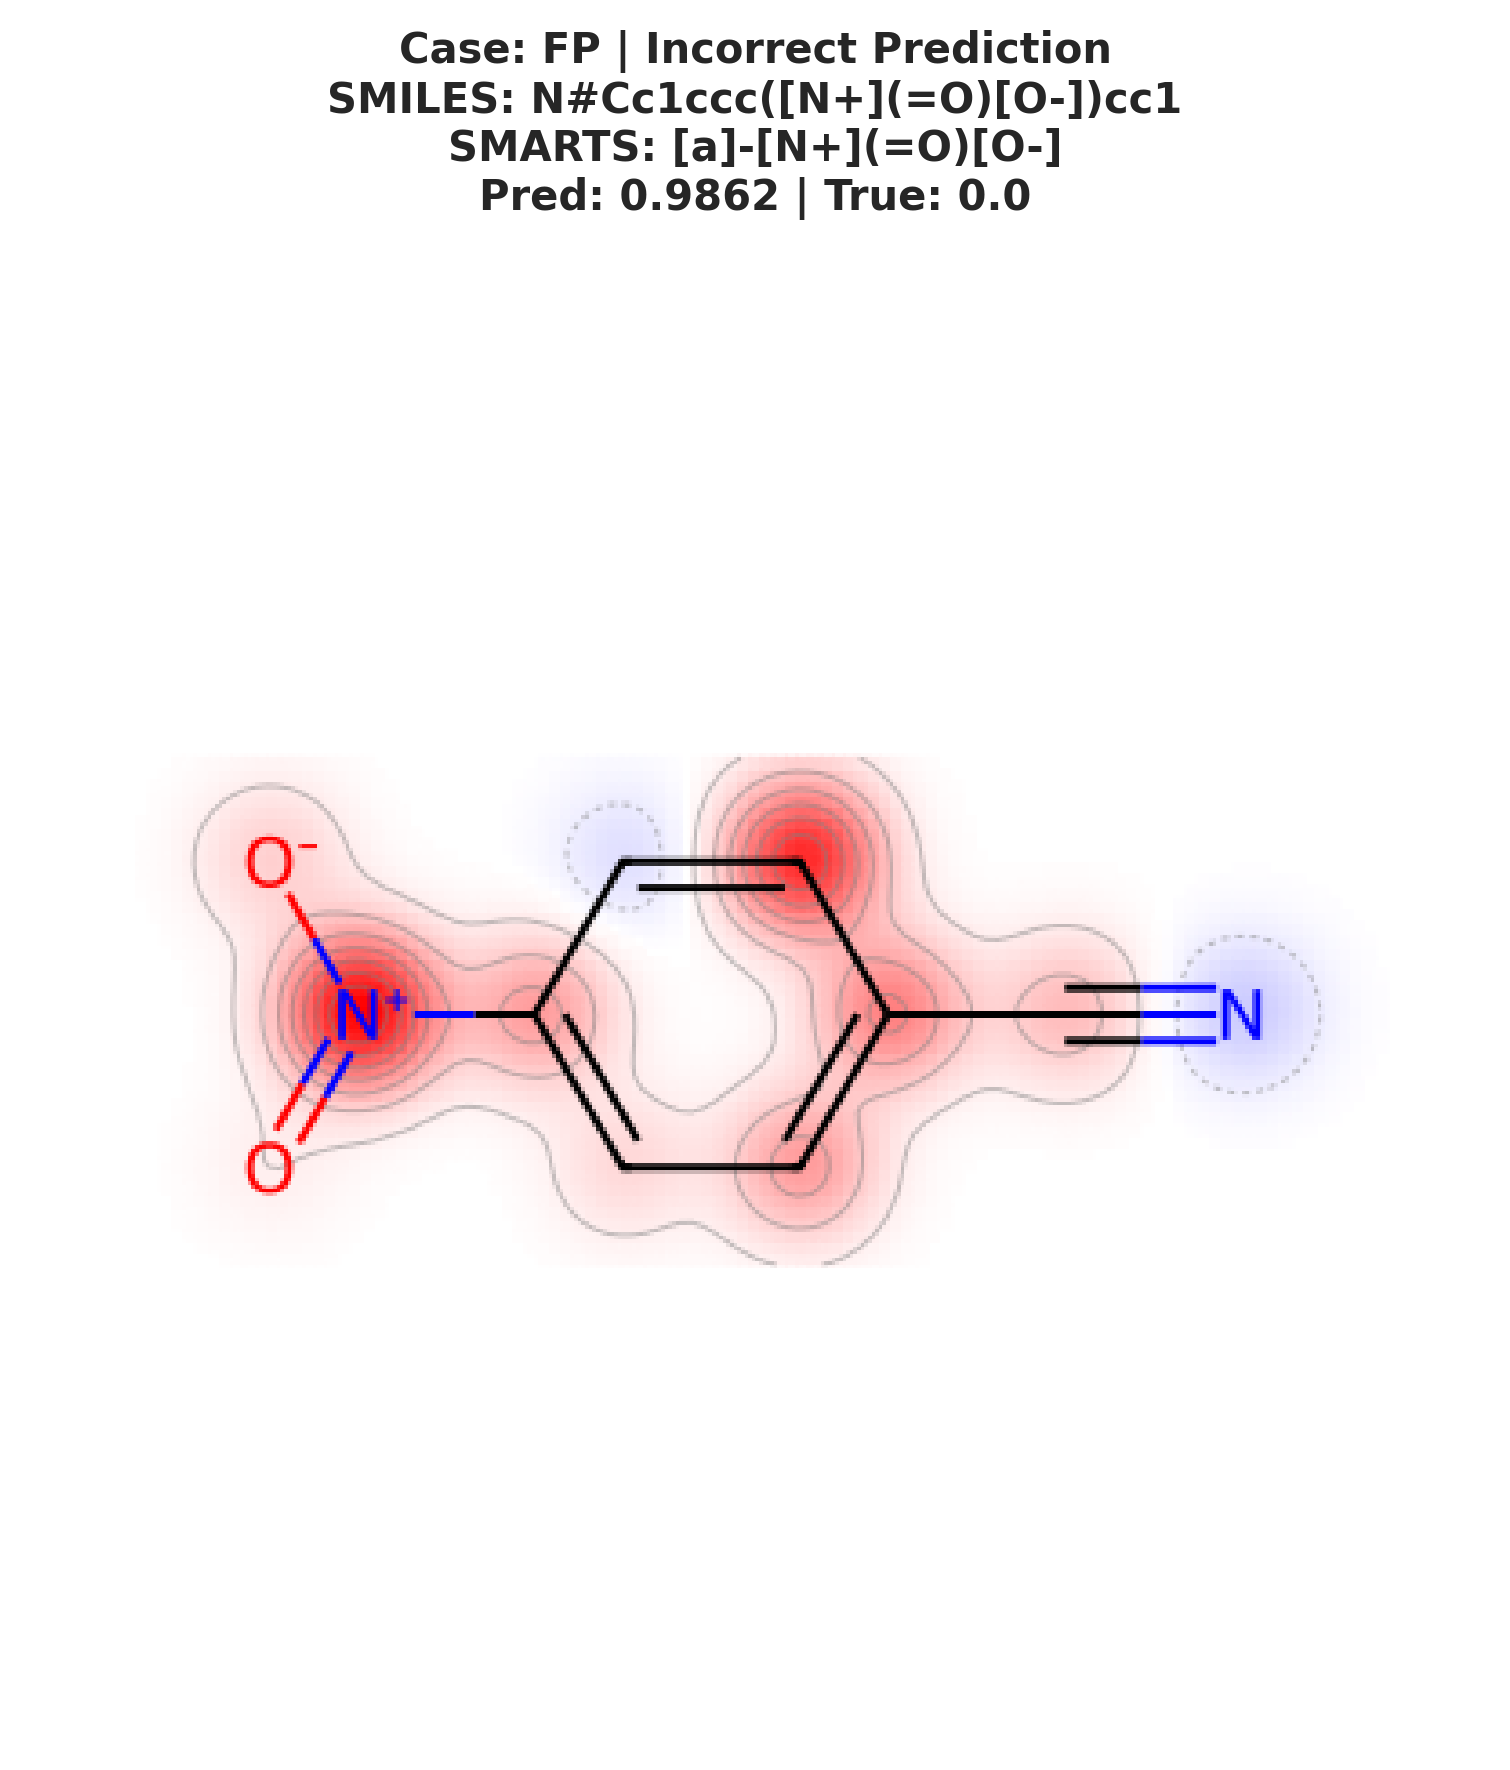 Case: FP | Incorrect Prediction
SMILES: N#Cc1ccc([N+](=O)[O-])cc1
SMARTS: [a]-[N+](=O)[O-]
Pred: 0.9862 | True: 0.0
O⁻
N⁺
N
O